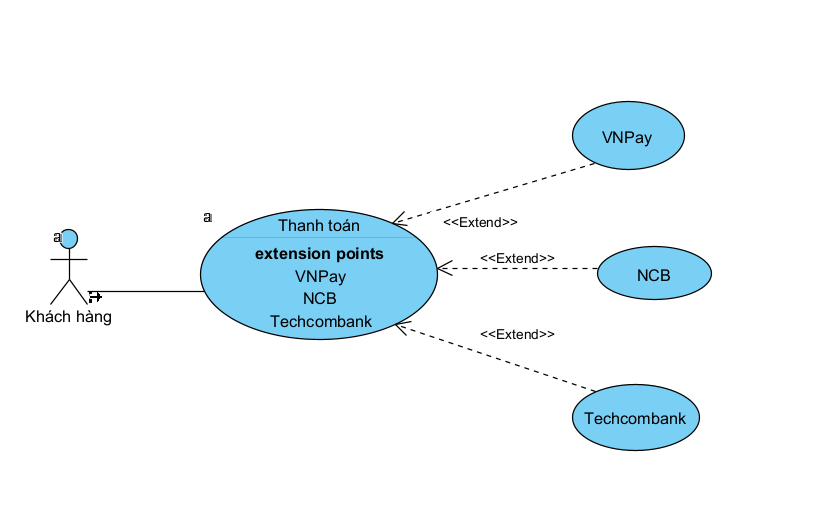 VNPay
<<Extend>>
a
Thanh toán
extension points
VNPay
NCB
Techcombank
a
Khách hàng
<<Extend>>
NCB
<<Extend>>
Techcombank